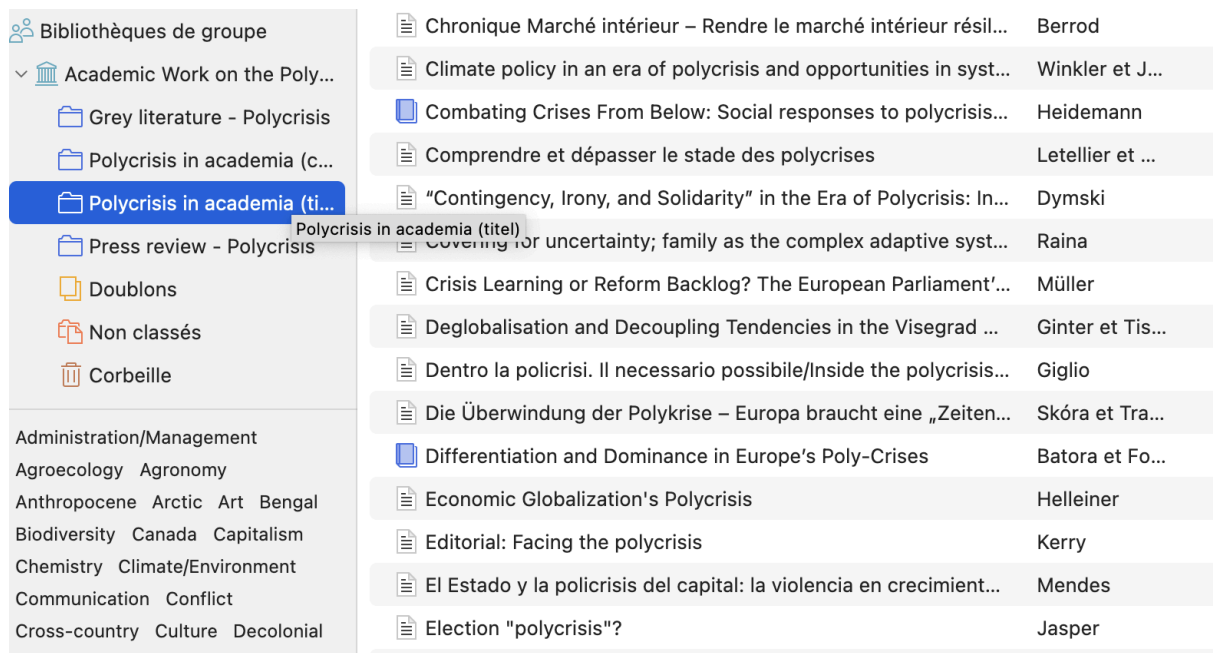 Bibliothèques de groupe
Academic Work on the Poly...
Grey literature - Polycrisis
Polycrisis in academia (c...
Polycrisis in academia (ti...
Polycrisis in academia (titel)
Press review - Polycrisis
Doublons
Non classés
Corbeille
Administration/Management
Agroecology Agronomy
Anthropocene Arctic Art Bengal
Biodiversity Canada Capitalism
Chemistry Climate/Environment
Communication Conflict
Cross-country Culture Decolonial
Chronique Marché intérieur – Rendre le marché intérieur résil... Berrod
Climate policy in an era of polycrisis and opportunities in syst... Winkler et J...
Combating Crises From Below: Social responses to polycrisis... Heidemann
Comprendre et dépasser le stade des polycrises Letellier et ...
“Contingency, Irony, and Solidarity” in the Era of Polycrisis: In... Dymski
Covering for uncertainty; family as the complex adaptive syst... Raina
Crisis Learning or Reform Backlog? The European Parliament’... Müller
Deglobalisation and Decoupling Tendencies in the Visegrad ... Ginter et Tis...
Dentro la policrisi. Il necessario possibile/Inside the polycrisis... Giglio
Die Überwindung der Polykrise – Europa braucht eine „Zeiten... Skóra et Tra...
Differentiation and Dominance in Europe’s Poly-Crises Batora et Fo...
Economic Globalization's Polycrisis Helleiner
Editorial: Facing the polycrisis Kerry
El Estado y la policrisis del capital: la violencia en crecimient... Mendes
Election "polycrisis"? Jasper